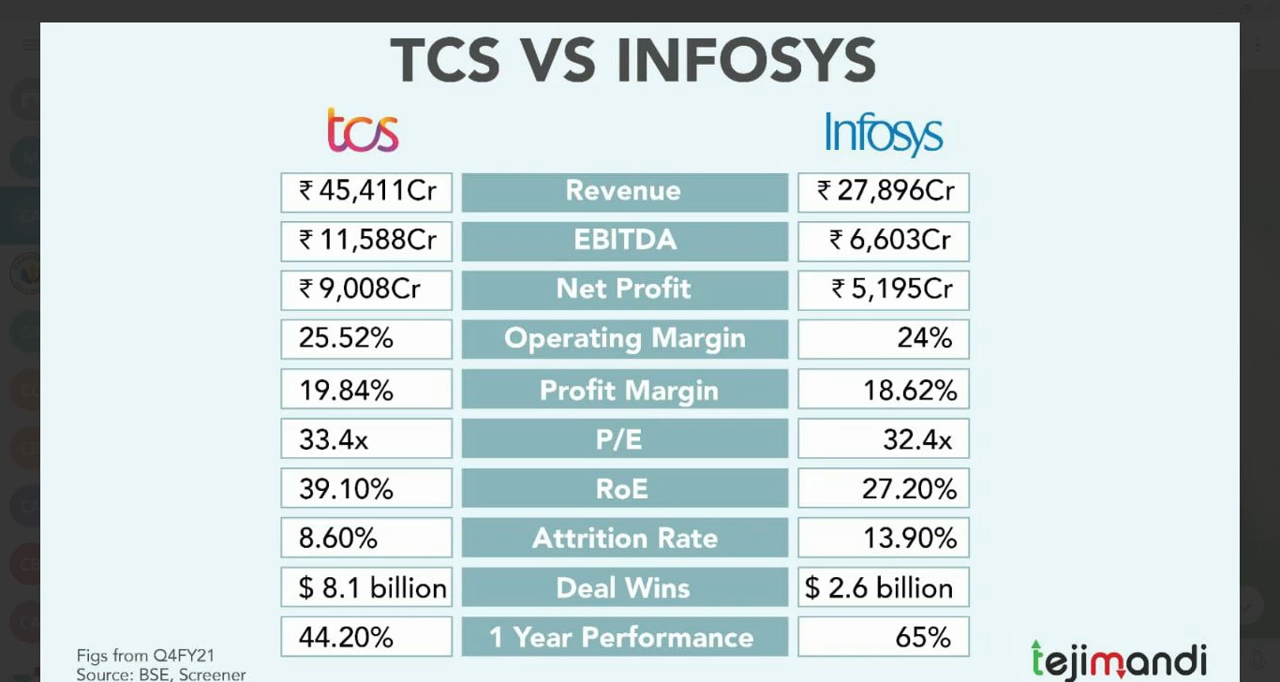 TCS VS INFOSYS
tcs Infosys
₹ 45,411Cr Revenue ₹ 27,896Cr
₹ 11,588Cr EBITDA ₹ 6,603Cr
₹ 9,008Cr Net Profit ₹ 5,195Cr
25.52% Operating Margin 24%
19.84% Profit Margin 18.62%
33.4x P/E 32.4x
39.10% RoE 27.20%
8.60% Attrition Rate 13.90%
$ 8.1 billion Deal Wins $ 2.6 billion
44.20% 1 Year Performance 65%
Figs from Q4FY21
Source: BSE, Screener
tejimandi